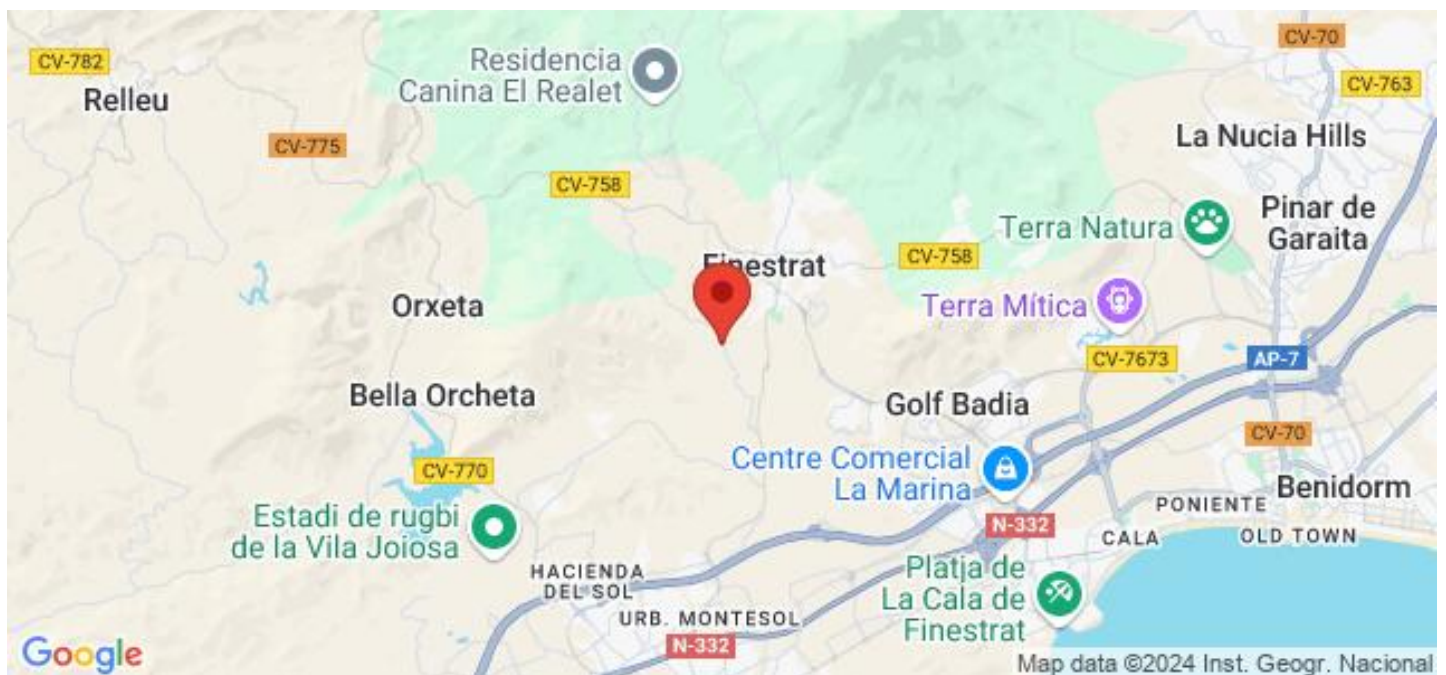 CV-70
CV-782
Residencia
Canina El Realet
CV-763
Relleu
La Nucia Hills
CV-775
CV-758
Pinar de
Garaita
Terra Natura
Finestrat
CV-758
Orxeta
Terra Mítica
CV-7673
AP-7
Bella Orcheta
Golf Badia
CV-70
Centre Comercial
La Marina
CV-770
Benidorm
PONIENTE
Estadi de rugbi
de la Vila Joiosa
N-332
CALA
OLD TOWN
HACIENDA
DEL SOL
Platja de
La Cala de
Finestrat
URB. MONTESOL
N-332
Google
Map data ©2024 Inst. Geogr. Nacional